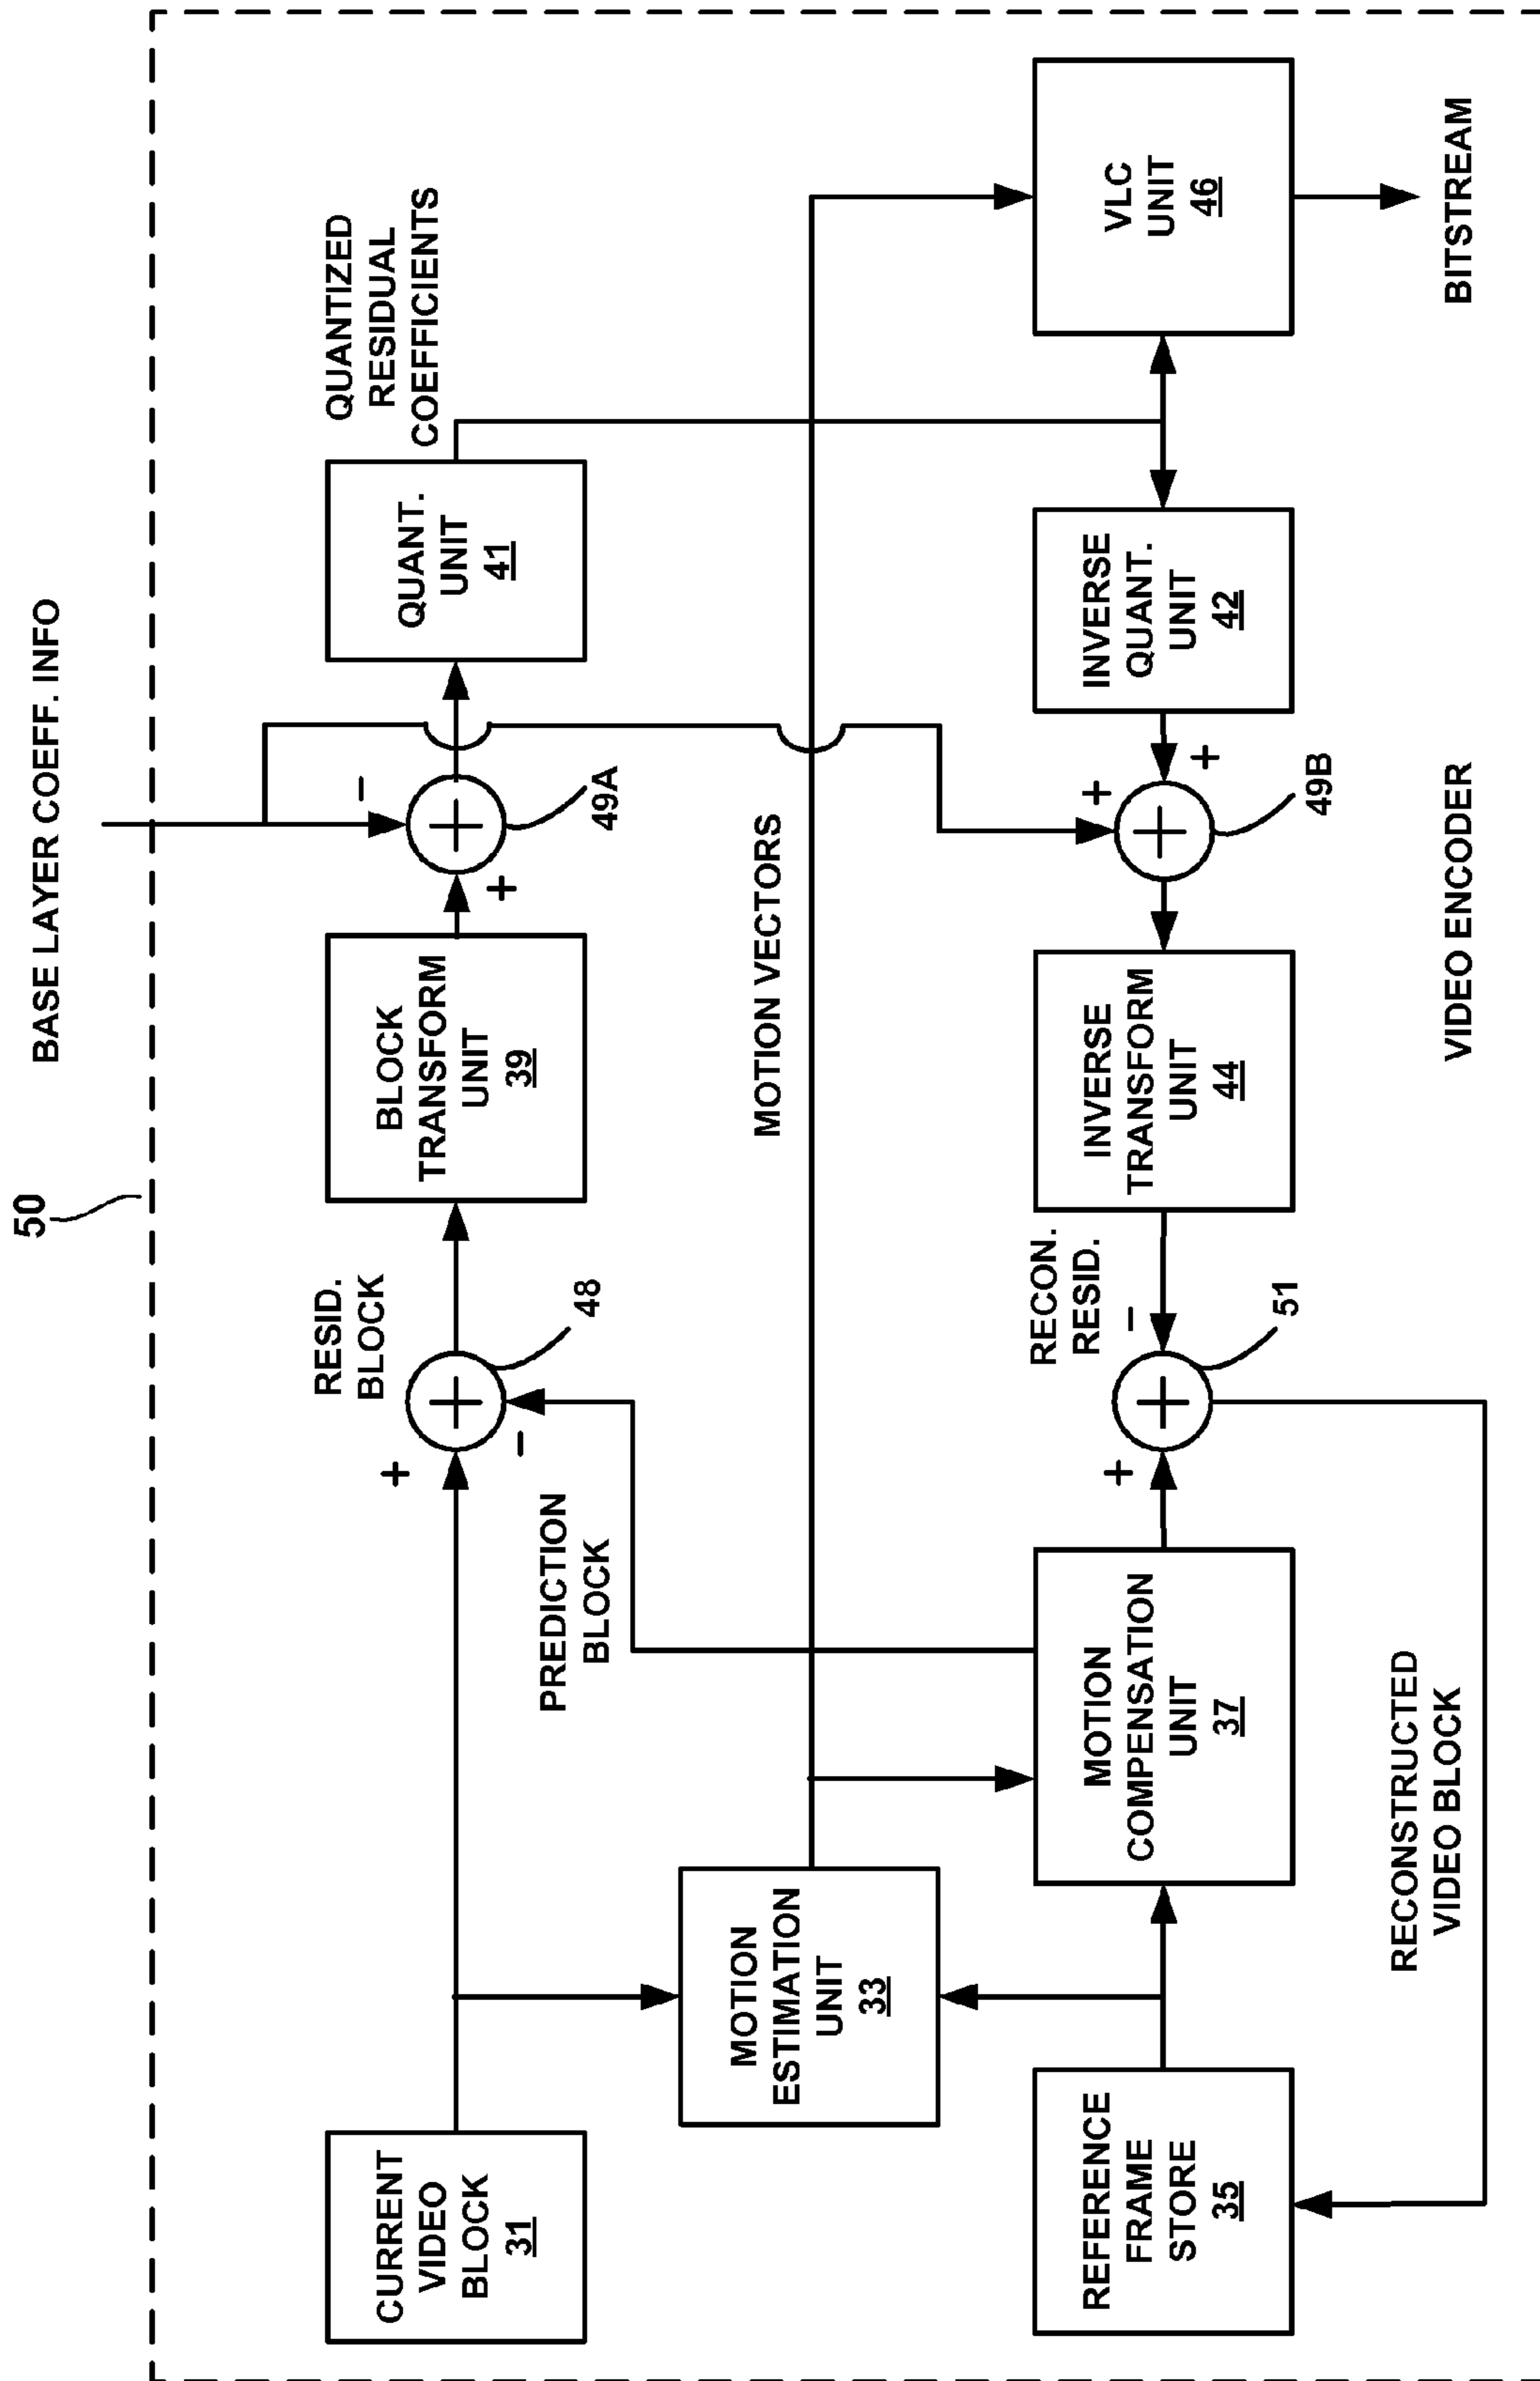 50
BASE LAYER COEFF. INFO
CURRENT
VIDEO
BLOCK
31
+
−
RESID.
BLOCK
48
BLOCK
TRANSFORM
UNIT
39
+
−
49A
QUANT.
UNIT
41
QUANTIZED
RESIDUAL
COEFFICIENTS
PREDICTION
BLOCK
MOTION VECTORS
MOTION
ESTIMATION
UNIT
33
REFERENCE
FRAME
STORE
35
MOTION
COMPENSATION
UNIT
37
+
−
RECON.
RESID.
51
INVERSE
TRANSFORM
UNIT
44
+
+
49B
INVERSE
QUANT.
UNIT
42
VLC
UNIT
46
RECONSTRUCTED
VIDEO BLOCK
VIDEO ENCODER
BITSTREAM